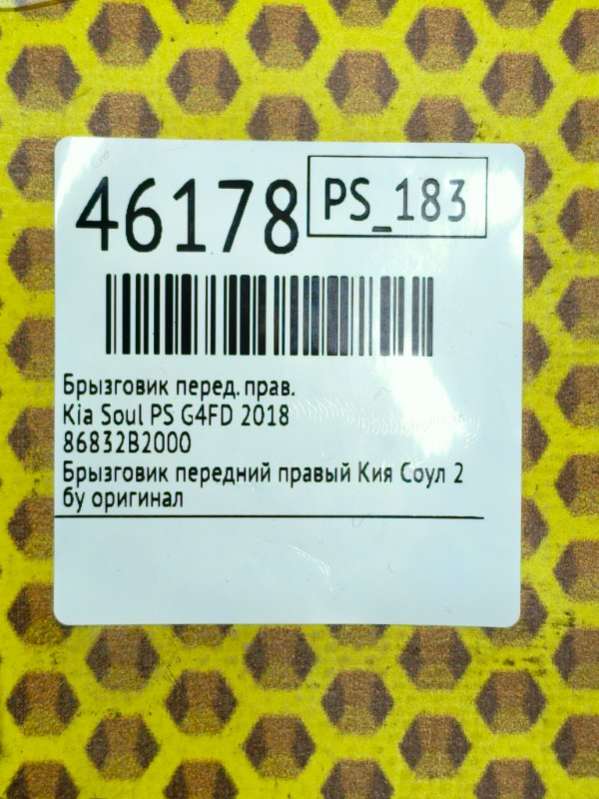 46178
PS_183
Брызговик перед. прав.
Kia Soul PS G4FD 2018
86832B2000
Брызговик передний правый Кия Соул 2
бу оригинал